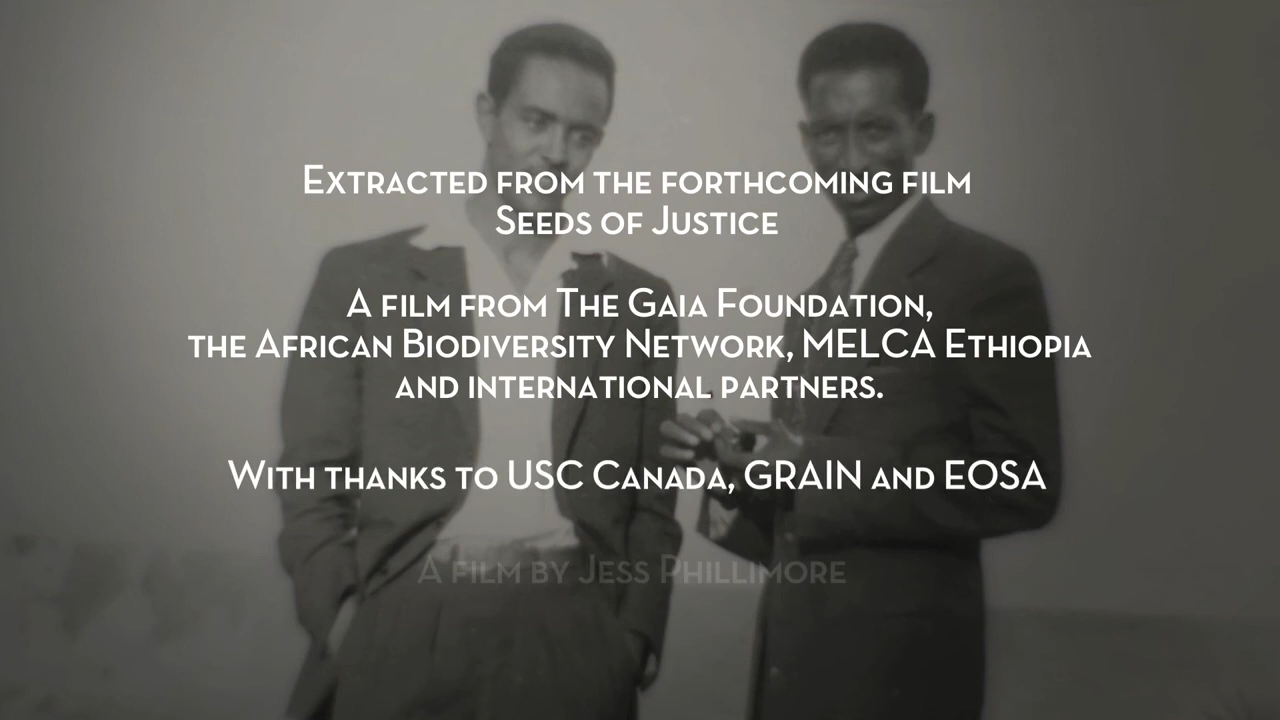 Extracted from the forthcoming film
Seeds of Justice
A film from The Gaia Foundation,
the African Biodiversity Network, MELCA Ethiopia
and international partners.
With thanks to USC Canada, GRAIN and EOSA
A film by Jess Phillimore